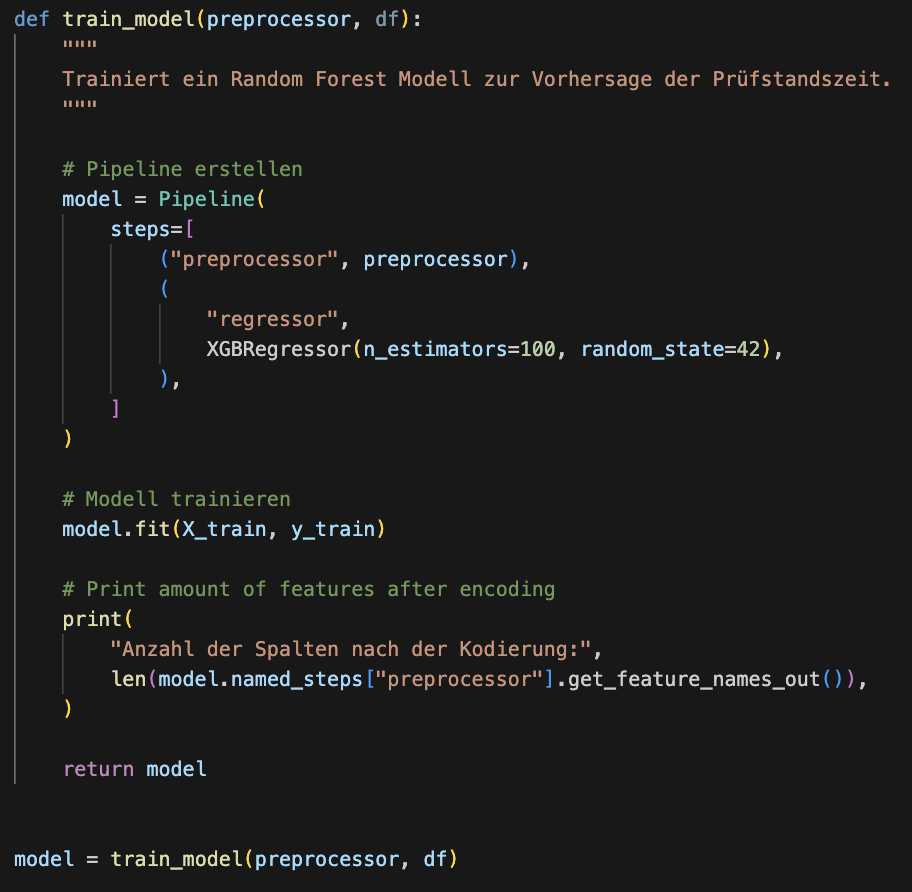 def train_model(preprocessor, df):
    """
    Trainiert ein Random Forest Modell zur Vorhersage der Prüfstandszeit.
    """

    # Pipeline erstellen
    model = Pipeline(
        steps=[
            ("preprocessor", preprocessor),
            (
                "regressor",
                XGBRegressor(n_estimators=100, random_state=42),
            ),
        ]
    )

    # Modell trainieren
    model.fit(X_train, y_train)

    # Print amount of features after encoding
    print(
        "Anzahl der Spalten nach der Kodierung:",
        len(model.named_steps["preprocessor"].get_feature_names_out()),
    )

    return model


model = train_model(preprocessor, df)